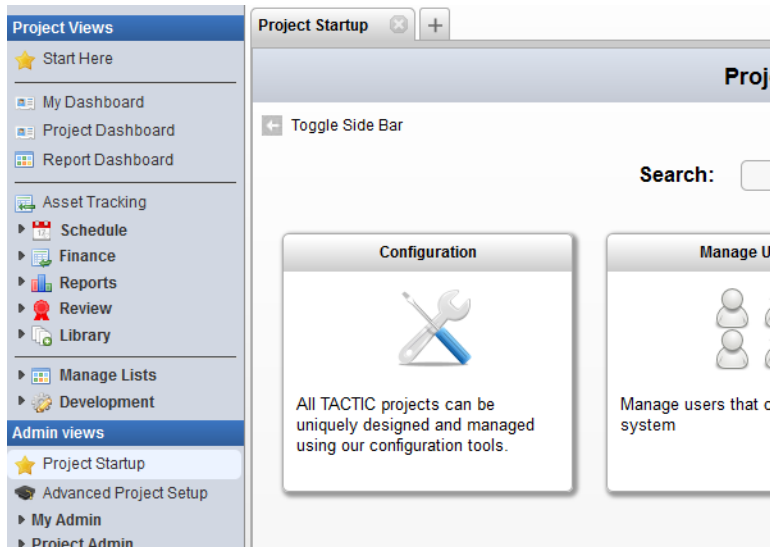 Project Views
Start Here
My Dashboard
Project Dashboard
Report Dashboard
Asset Tracking
Schedule
Finance
Reports
Review
Library
Manage Lists
Development
Admin views
Project Startup
Advanced Project Setup
My Admin
Project Admin
Project Startup
Proj
Toggle Side Bar
Search:
Configuration
All TACTIC projects can be
uniquely designed and managed
using our configuration tools.
Manage U
Manage users that c
system